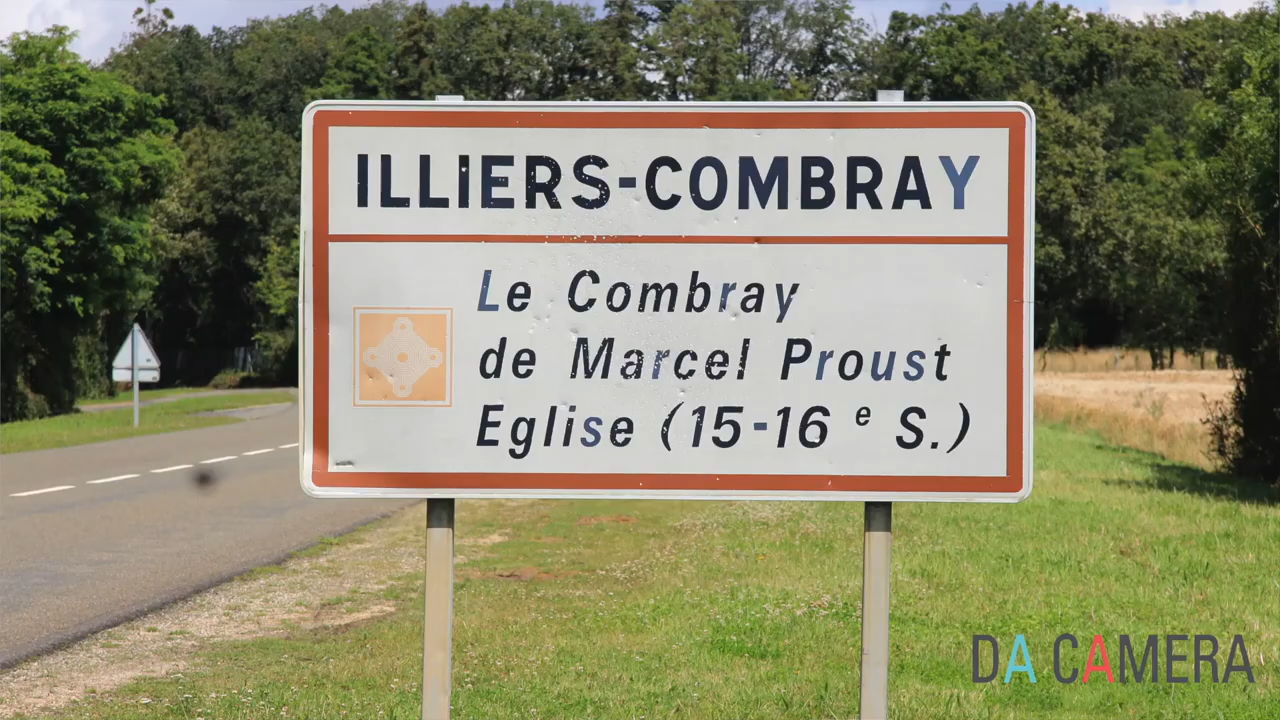 ILLIERS-COMBRAY
Le Combray
de Marcel Proust
Eglise (15-16 e S.)
DA CAMERA